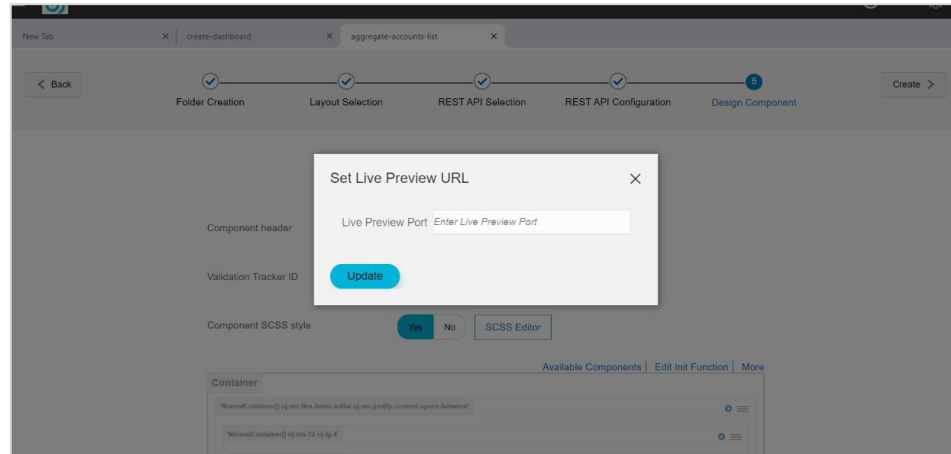 New Tab
create-dashboard
aggregate-accounts-list
Back
Create
5
Folder Creation
Layout Selection
REST API Selection
REST API Configuration
Design Component
Set Live Preview URL
Live Preview Port Enter Live Preview Port
Update
Component header
Validation Tracker ID
Component SCSS style
Yes No SCSS Editor
Available Components | Edit Init Function | More
Container
"NormalContainer() oj-sm-flex-items-initial oj-sm-justify-content-space-between"
"NormalContainer() oj-sm-12 oj-lg-4"